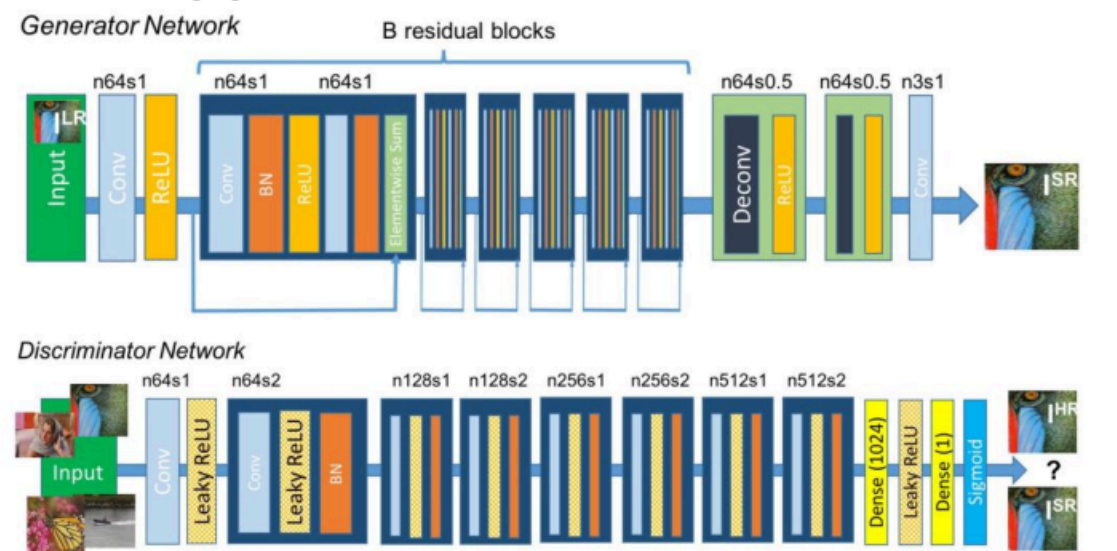 Generator Network
B residual blocks
n64s1 n64s1 n64s1 n64s0.5 n64s0.5 n3s1
I^LR
Input
Conv
ReLU
Conv
BN
ReLU
Elementwise Sum
Deconv
ReLU
Conv
I^SR
Discriminator Network
n64s1 n64s2 n128s1 n128s2 n256s1 n256s2 n512s1 n512s2
Input
Conv
Leaky ReLU
Conv
Leaky ReLU
BN
Dense (1024)
Leaky ReLU
Dense (1)
Sigmoid
I^HR
?
I^SR